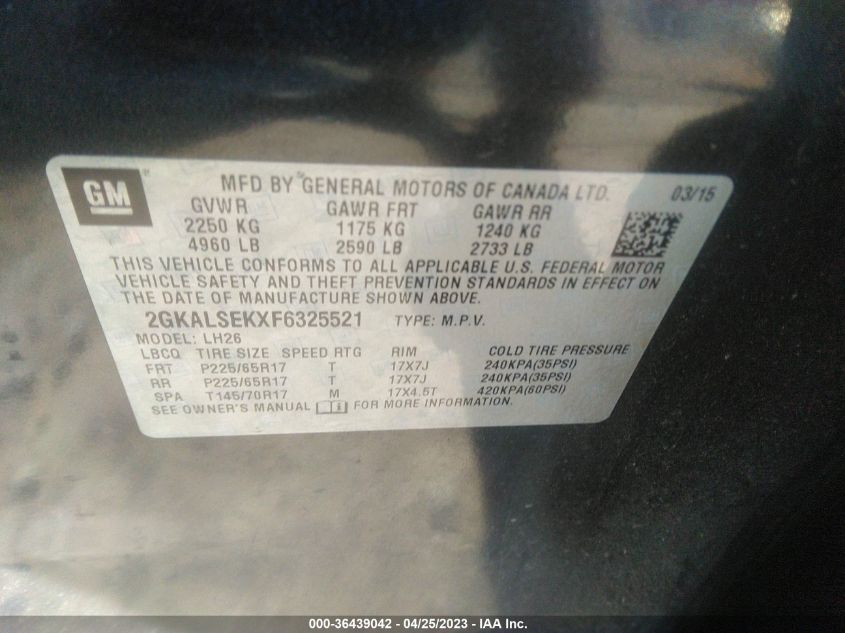 GM
MFD BY GENERAL MOTORS OF CANADA LTD. 03/15
GVWR GAWR FRT GAWR RR
2250 KG 1175 KG 1240 KG
4960 LB 2590 LB 2733 LB
THIS VEHICLE CONFORMS TO ALL APPLICABLE U.S. FEDERAL MOTOR
VEHICLE SAFETY AND THEFT PREVENTION STANDARDS IN EFFECT ON
THE DATE OF MANUFACTURE SHOWN ABOVE.
2GKALSEKXF6325521 TYPE: M.P.V.
MODEL: LH26
LBCQ TIRE SIZE SPEED RTG RIM COLD TIRE PRESSURE
FRT P225/65R17 T 17X7J 240KPA(35PSI)
RR P225/65R17 T 17X7J 240KPA(35PSI)
SPA T145/70R17 M 17X4.5T 420KPA(60PSI)
SEE OWNER'S MANUAL FOR MORE INFORMATION.
000-36439042 - 04/25/2023 - IAA Inc.